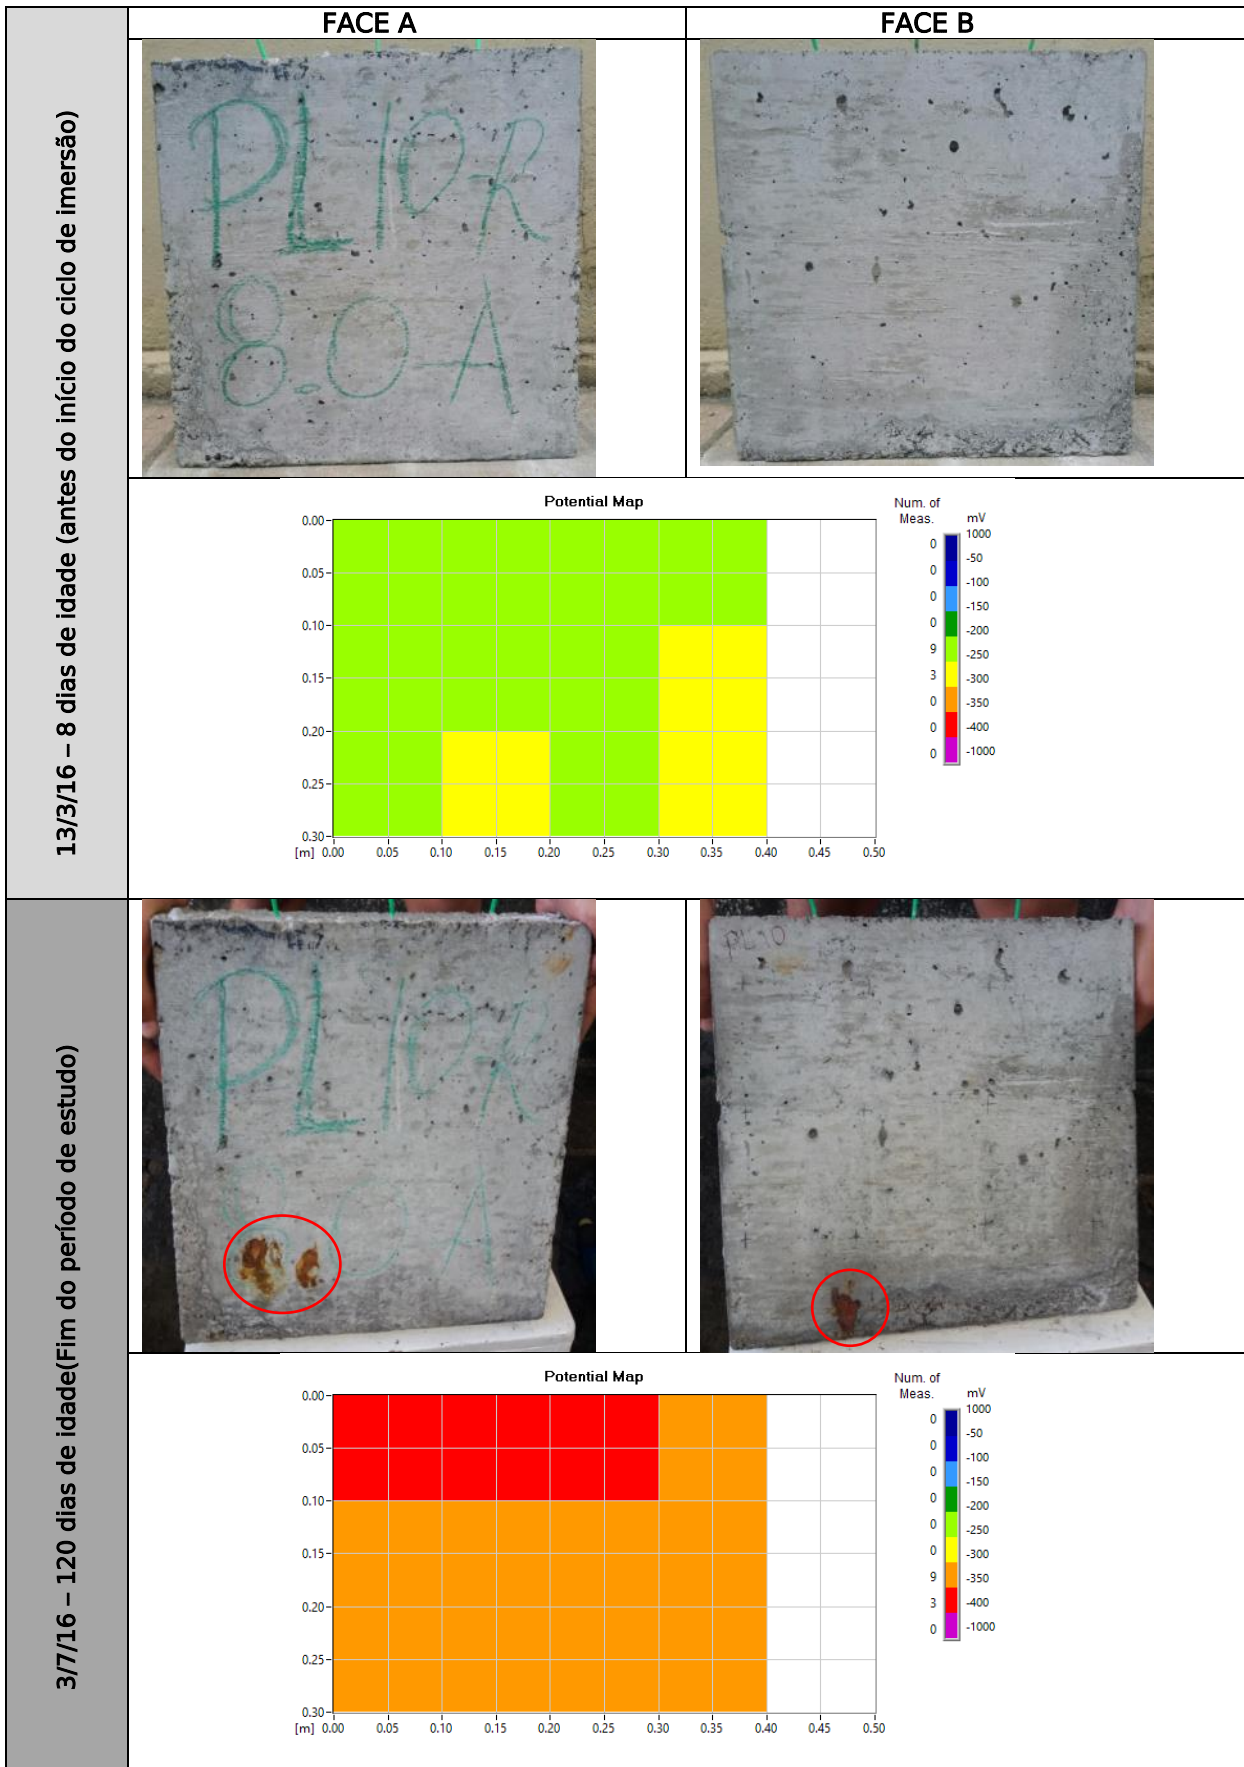 FACE A
FACE B
13/3/16 – 8 dias de idade (antes do início do ciclo de imersão)
PL10-R
8.0-A
Potential Map
Num. of
Meas.
mV
0.00
0.05
0.10
0.15
0.20
0.25
0.30
[m] 0.00 0.05 0.10 0.15 0.20 0.25 0.30 0.35 0.40 0.45 0.50
1000
0
-50
0
-100
0
-150
0
-200
9
-250
3
-300
0
-350
0
-400
0
-1000
3/7/16 – 120 dias de idade(Fim do período de estudo)
PL10-R
8.0 A
PL10
Potential Map
Num. of
Meas.
mV
0.00
0.05
0.10
0.15
0.20
0.25
0.30
[m] 0.00 0.05 0.10 0.15 0.20 0.25 0.30 0.35 0.40 0.45 0.50
1000
0
-50
0
-100
0
-150
0
-200
0
-250
0
-300
9
-350
3
-400
0
-1000